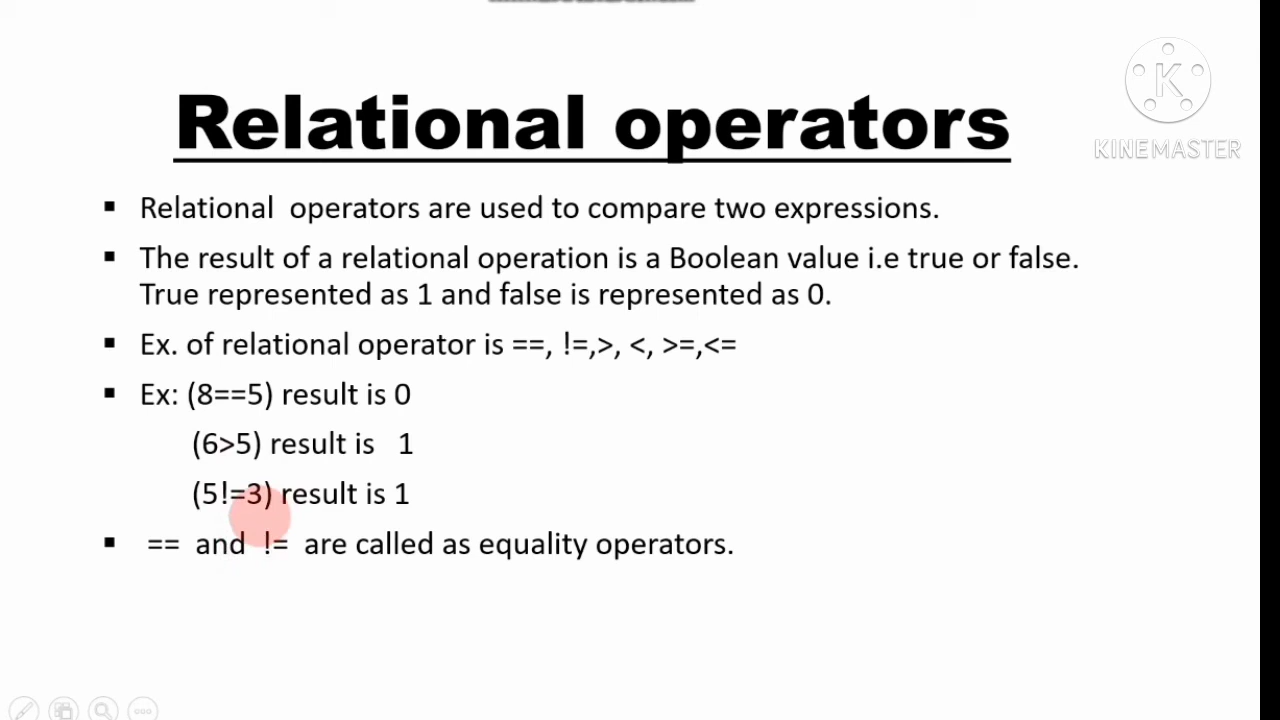 Relational operators
K
KINEMASTER
▪ Relational operators are used to compare two expressions.
▪ The result of a relational operation is a Boolean value i.e true or false.
True represented as 1 and false is represented as 0.
▪ Ex. of relational operator is ==, !=,>, <, >=,<=
▪ Ex: (8==5) result is 0
(6>5) result is 1
(5!=3) result is 1
▪ == and != are called as equality operators.